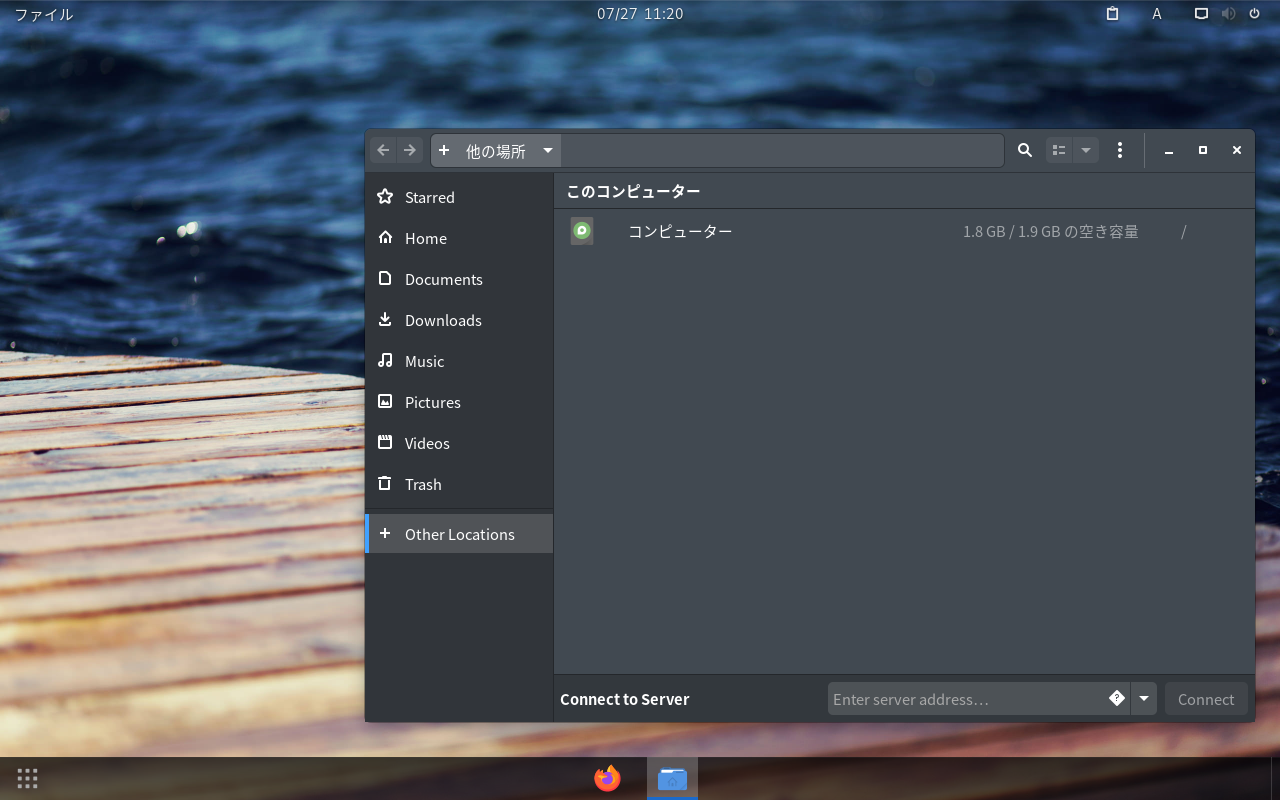 ファイル
07/27 11:20
A
他の場所
Starred
Home
Documents
Downloads
Music
Pictures
Videos
Trash
Other Locations
このコンピューター
コンピューター
1.8 GB / 1.9 GB の空き容量
/
Connect to Server
Enter server address…
Connect